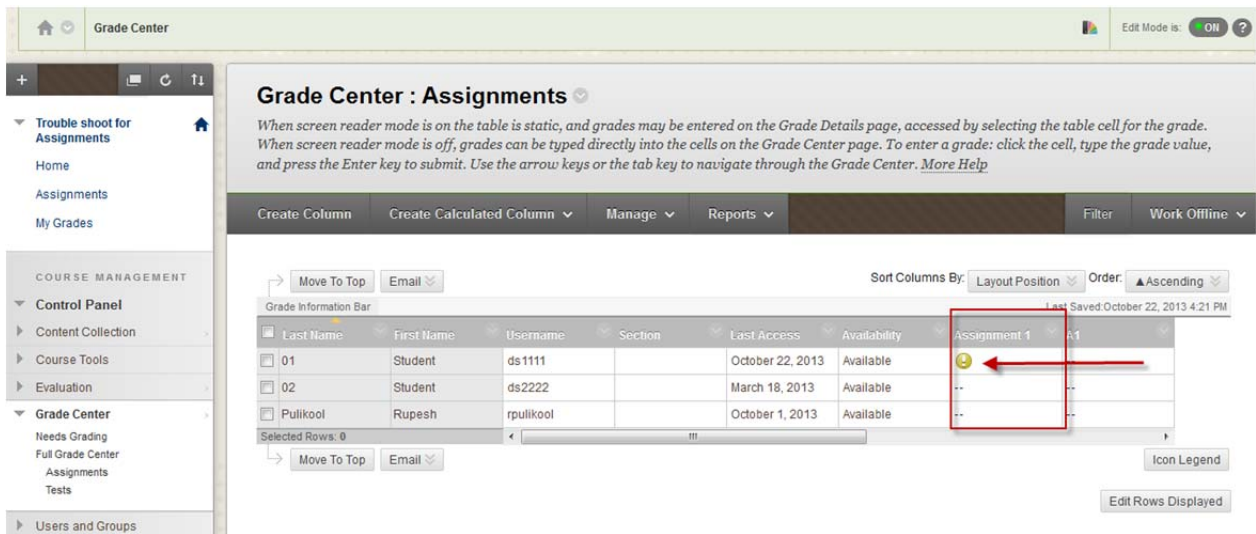 Grade Center
Edit Mode is: ON ?
Trouble shoot for
Assignments
Home
Assignments
My Grades
COURSE MANAGEMENT
Control Panel
Content Collection
Course Tools
Evaluation
Grade Center
Needs Grading
Full Grade Center
Assignments
Tests
Users and Groups
Grade Center : Assignments
When screen reader mode is on the table is static, and grades may be entered on the Grade Details page, accessed by selecting the table cell for the grade.
When screen reader mode is off, grades can be typed directly into the cells on the Grade Center page. To enter a grade: click the cell, type the grade value,
and press the Enter key to submit. Use the arrow keys or the tab key to navigate through the Grade Center. More Help
Create Column Create Calculated Column Manage Reports Filter Work Offline
Move To Top Email Sort Columns By: Layout Position Order: ▲Ascending
Grade Information Bar Last Saved:October 22, 2013 4:21 PM
Last Name First Name Username Section Last Access Availability Assignment 1 A1
01 Student ds1111 October 22, 2013 Available ! --
02 Student ds2222 March 18, 2013 Available -- --
Pulikool Rupesh rpulikool October 1, 2013 Available -- --
Selected Rows: 0
Move To Top Email Icon Legend
Edit Rows Displayed